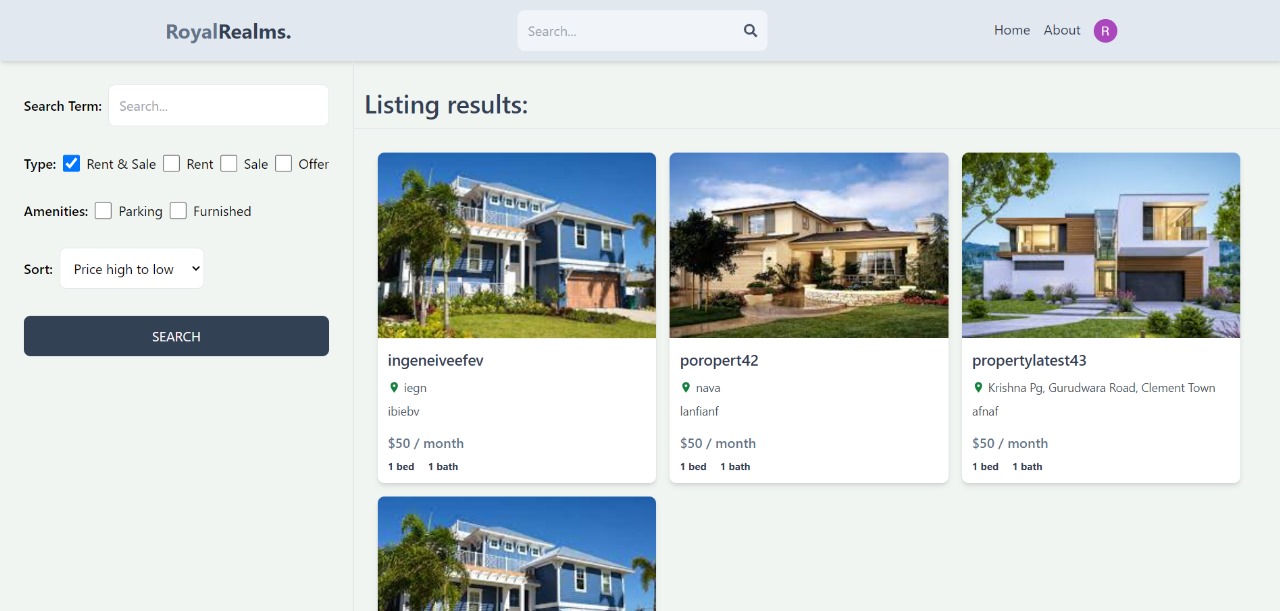 RoyalRealms.
Search...
Home About R
Search Term: Search...
Type: Rent & Sale Rent Sale Offer
Amenities: Parking Furnished
Sort: Price high to low
SEARCH
Listing results:
ingeneiveefev
iegn
ibiebv
$50 / month
1 bed 1 bath
poropert42
nava
lanfianf
$50 / month
1 bed 1 bath
propertylatest43
Krishna Pg, Gurudwara Road, Clement Town
afnaf
$50 / month
1 bed 1 bath